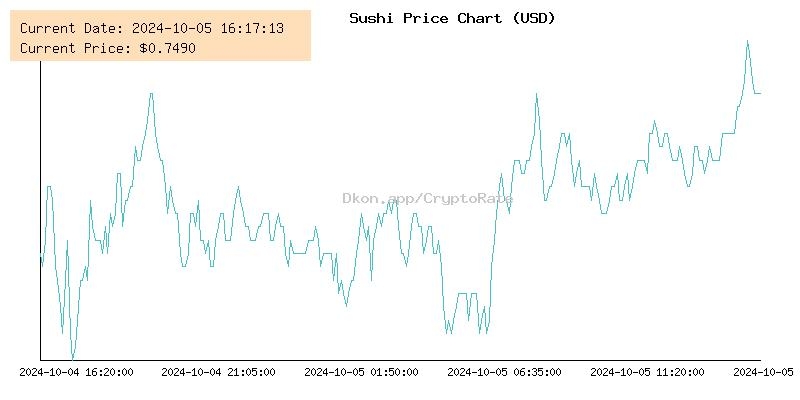 Sushi Price Chart (USD)
Current Date: 2024-10-05 16:17:13
Current Price: $0.7490
Dkon.app/CryptoRate
2024-10-04 16:20:00
2024-10-04 21:05:00
2024-10-05 01:50:00
2024-10-05 06:35:00
2024-10-05 11:20:00
2024-10-05